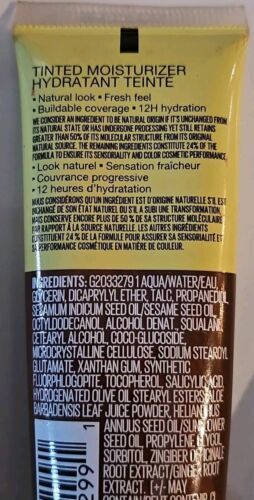 TINTED MOISTURIZER
HYDRATANT TEINTE
• Natural look • Fresh feel
• Buildable coverage • 12H hydration
WE CONSIDER AN INGREDIENT TO BE NATURAL ORIGIN IF IT'S UNCHANGED FROM
ITS NATURAL STATE OR HAS UNDERGONE PROCESSING YET STILL RETAINS
GREATER THAN 50% OF ITS MOLECULAR STRUCTURE FROM ITS ORIGINAL
NATURAL SOURCE. THE REMAINING INGREDIENTS CONSTITUTE 24% OF THE
FORMULA TO ENSURE ITS SENSORIALITY AND COLOR COSMETIC PERFORMANCE.
• Look naturel • Sensation fraîcheur
• Couvrance progressive
• 12 heures d'hydratation
NOUS CONSIDÉRONS QU'UN INGRÉDIENT EST D'ORIGINE NATURELLE S'IL EST
INCHANGÉ DE SON ÉTAT NATUREL OU S'IL A SUBI UNE TRANSFORMATION,
MAIS CONSERVE ENCORE PLUS DE 50 % DE SA STRUCTURE MOLÉCULAIRE
PAR RAPPORT À LA SOURCE NATURELLE D'ORIGINE. LES INGRÉDIENTS
CONSTITUENT 24 % DE LA FORMULE POUR ASSURER SA SENSORIALITÉ ET
SA PERFORMANCE COSMÉTIQUE EN MATIÈRE DE COULEUR.
INGREDIENTS: G2033279 1 AQUA/WATER/EAU,
GLYCERIN, DICAPRYLYL ETHER, TALC, PROPANEDIOL,
SESAMUM INDICUM SEED OIL/SESAME SEED OIL,
OCTYLDODECANOL, ALCOHOL DENAT., SQUALANE,
CETEARYL ALCOHOL, COCO-GLUCOSIDE,
MICROCRYSTALLINE CELLULOSE, SODIUM STEAROYL
GLUTAMATE, XANTHAN GUM, SYNTHETIC
FLUORPHLOGOPITE, TOCOPHEROL, SALICYLIC ACID,
HYDROGENATED OLIVE OIL STEARYL ESTERS, ALOE
BARBADENSIS LEAF JUICE POWDER, HELIANTHUS
ANNUUS SEED OIL/SUNFLOWER
SEED OIL, PROPYLENE GLYCOL,
SORBITOL, ZINGIBER OFFICINALE
ROOT EXTRACT/GINGER ROOT
EXTRACT. [+/- MAY
2991